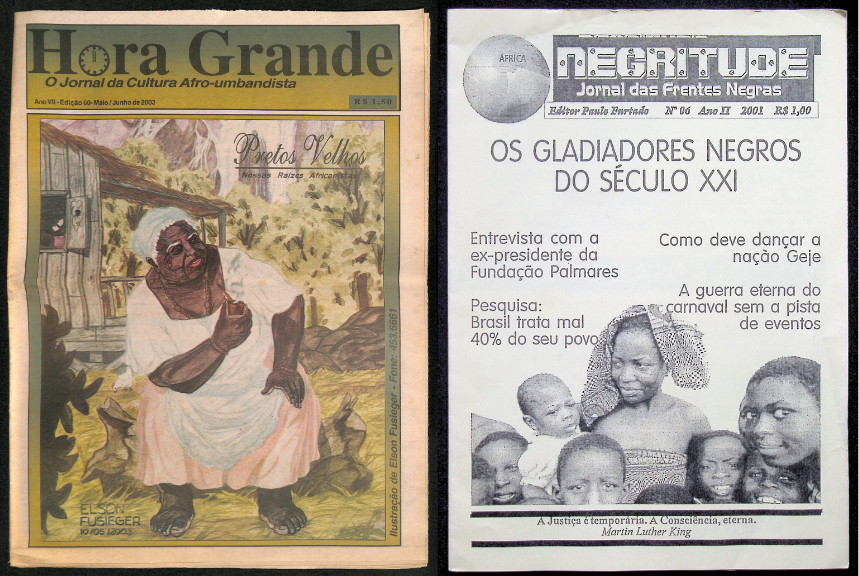 Hora Grande
O Jornal da Cultura Afro-umbandista
Ano VII - Edição 60 - Maio / Junho de 2003
R$ 1,50
Pretos Velhos
Nossas Raízes Africanistas
ELSON
FUSIEGER
10/05/2003
Ilustração de Elson Fusieger - Fone: 453.6661
ÁFRICA
NEGRITUDE
Jornal das Frentes Negras
Editor Paulo Furtado Nº 06 Ano II 2001 R$ 1,00
OS GLADIADORES NEGROS
DO SÉCULO XXI
Entrevista com a
ex-presidente da
Fundação Palmares
Pesquisa:
Brasil trata mal
40% do seu povo
Como deve dançar a
nação Geje
A guerra eterna do
carnaval sem a pista
de eventos
A Justiça é temporária. A Consciência, eterna.
Martin Luther King